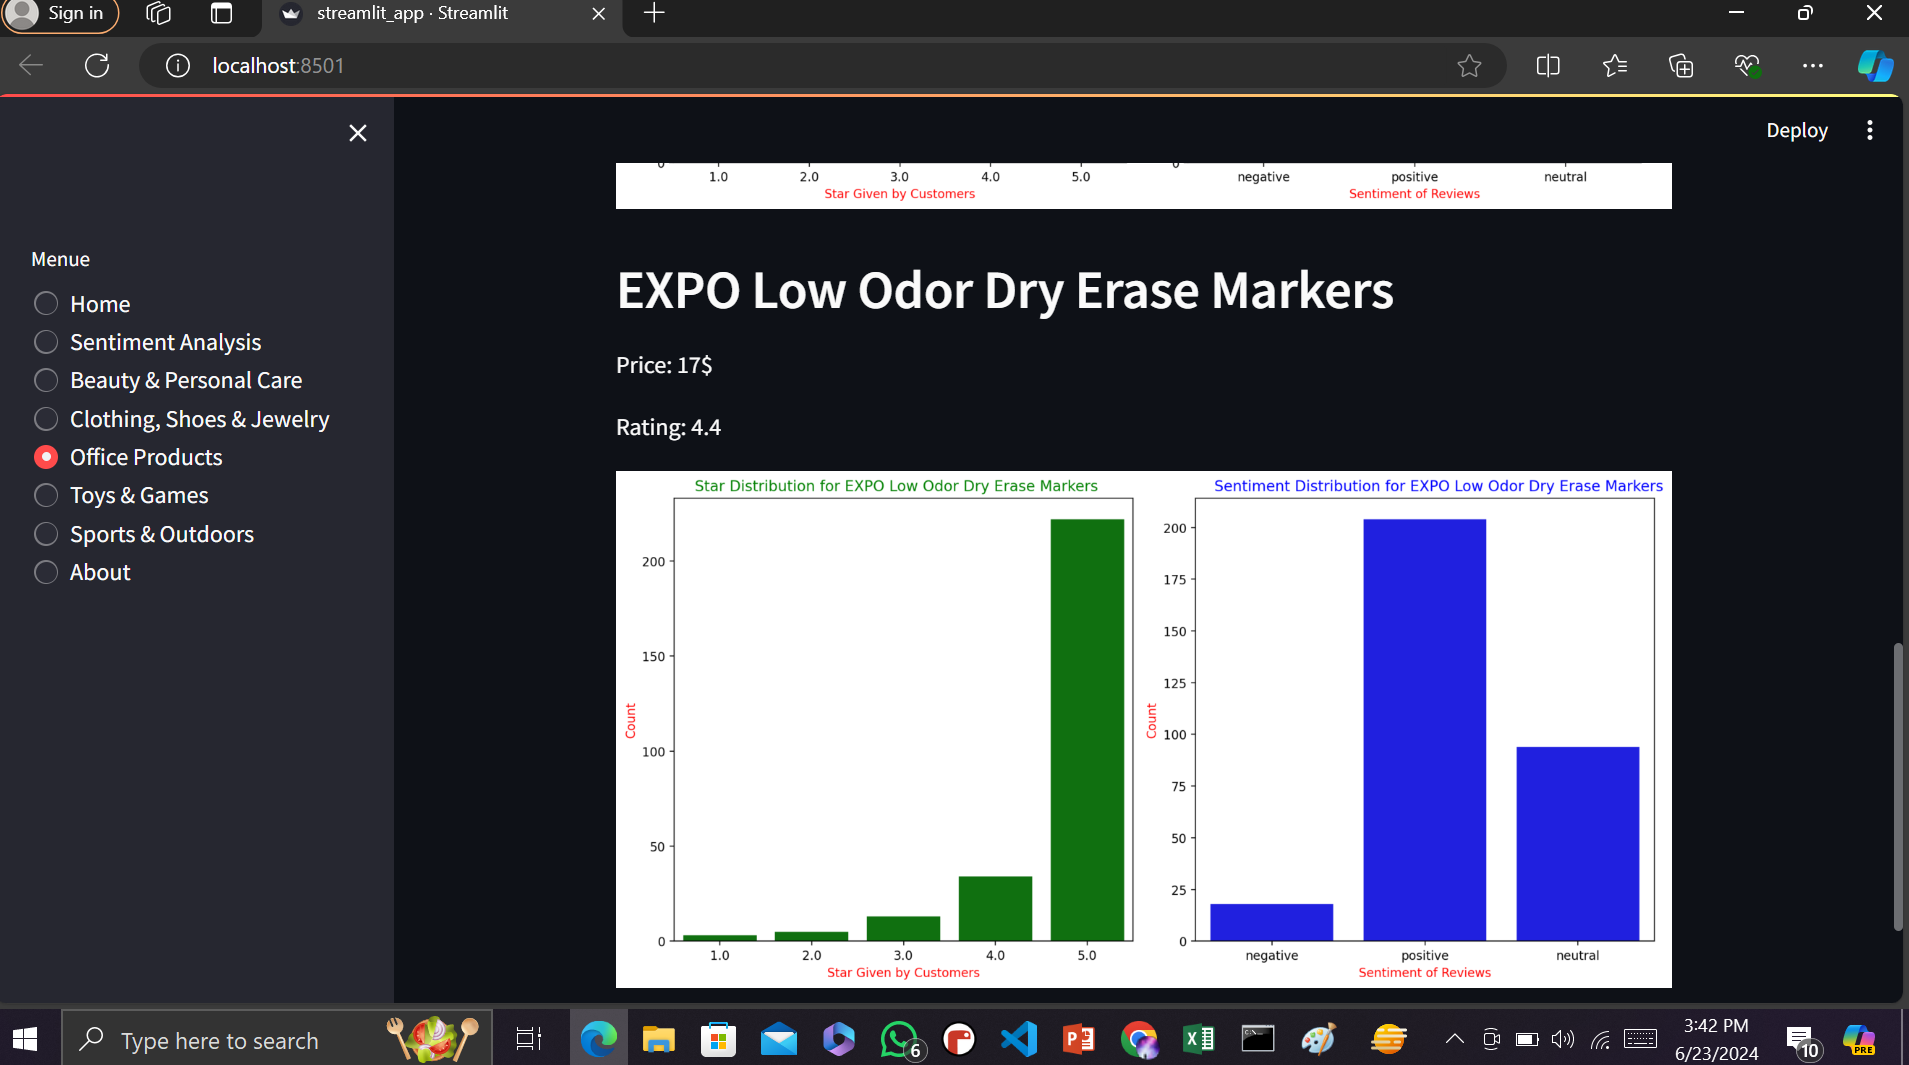 Sign in
streamlit_app · Streamlit
localhost:8501
Deploy
Menue
Home
Sentiment Analysis
Beauty & Personal Care
Clothing, Shoes & Jewelry
Office Products
Toys & Games
Sports & Outdoors
About
0
1.0 2.0 3.0 4.0 5.0
Star Given by Customers
0
negative positive neutral
Sentiment of Reviews
EXPO Low Odor Dry Erase Markers
Price: 17$
Rating: 4.4
Star Distribution for EXPO Low Odor Dry Erase Markers
200
150
100
50
0
Count
1.0 2.0 3.0 4.0 5.0
Star Given by Customers
Sentiment Distribution for EXPO Low Odor Dry Erase Markers
200
175
150
125
100
75
50
25
0
Count
negative positive neutral
Sentiment of Reviews
Type here to search
6
3:42 PM
6/23/2024
10
PRE